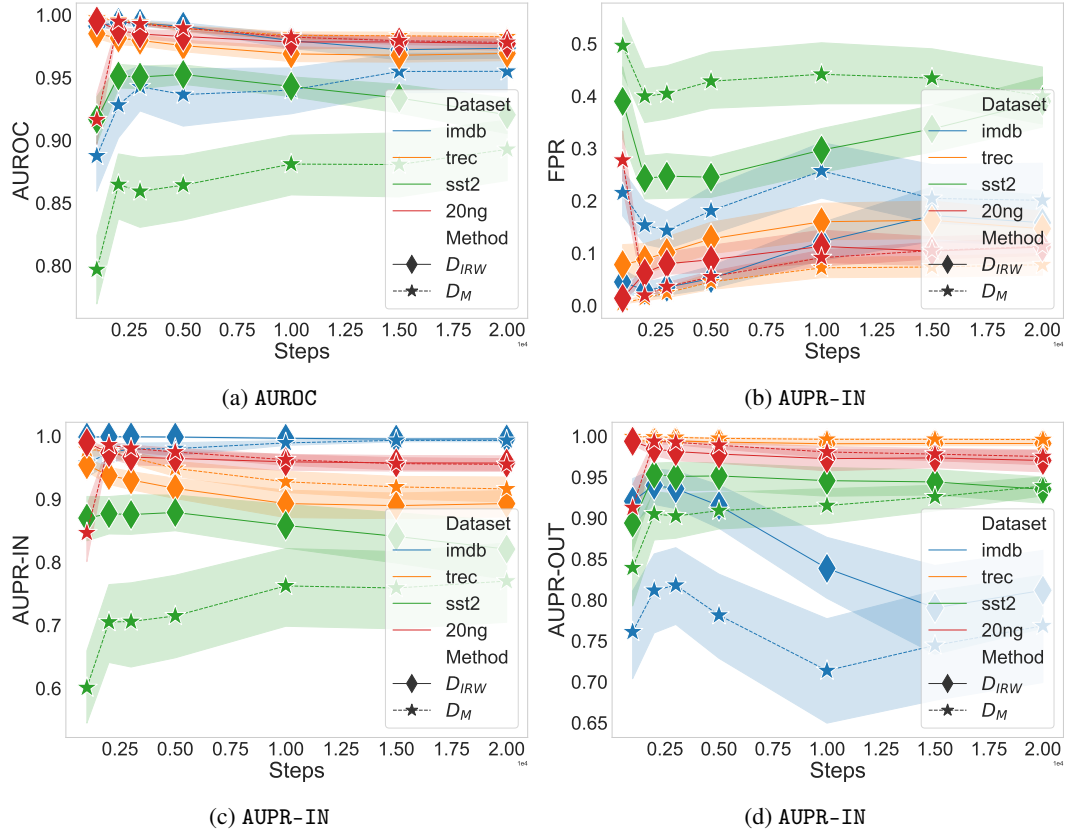 1.00
0.95
0.90
0.85
0.80
AUROC
0.25 0.50 0.75 1.00 1.25 1.50 1.75 2.00
1e4
Steps
Dataset
imdb
trec
sst2
20ng
Method
D_IRW
D_M
(a) AUROC
0.5
0.4
0.3
0.2
0.1
0.0
FPR
0.25 0.50 0.75 1.00 1.25 1.50 1.75 2.00
1e4
Steps
Dataset
imdb
trec
sst2
20ng
Method
D_IRW
D_M
(b) AUPR-IN
1.0
0.9
0.8
0.7
0.6
AUPR-IN
0.25 0.50 0.75 1.00 1.25 1.50 1.75 2.00
1e4
Steps
Dataset
imdb
trec
sst2
20ng
Method
D_IRW
D_M
(c) AUPR-IN
1.00
0.95
0.90
0.85
0.80
0.75
0.70
0.65
AUPR-OUT
0.25 0.50 0.75 1.00 1.25 1.50 1.75 2.00
1e4
Steps
Dataset
imdb
trec
sst2
20ng
Method
D_IRW
D_M
(d) AUPR-IN